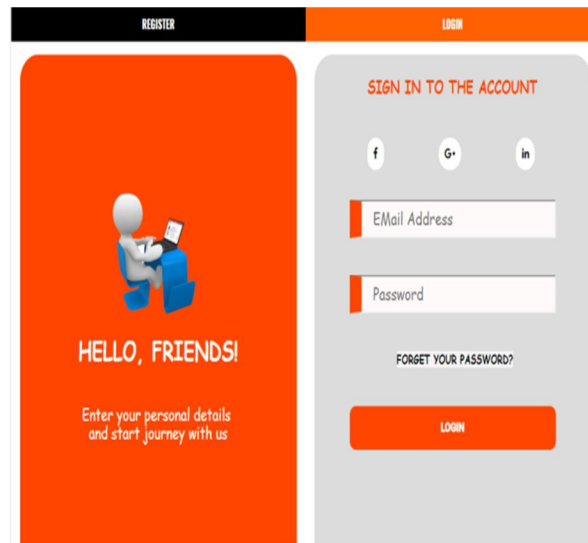 REGISTER
LOGIN
HELLO, FRIENDS!
Enter your personal details
and start journey with us
SIGN IN TO THE ACCOUNT
f
G+
in
EMail Address
Password
FORGET YOUR PASSWORD?
LOGIN